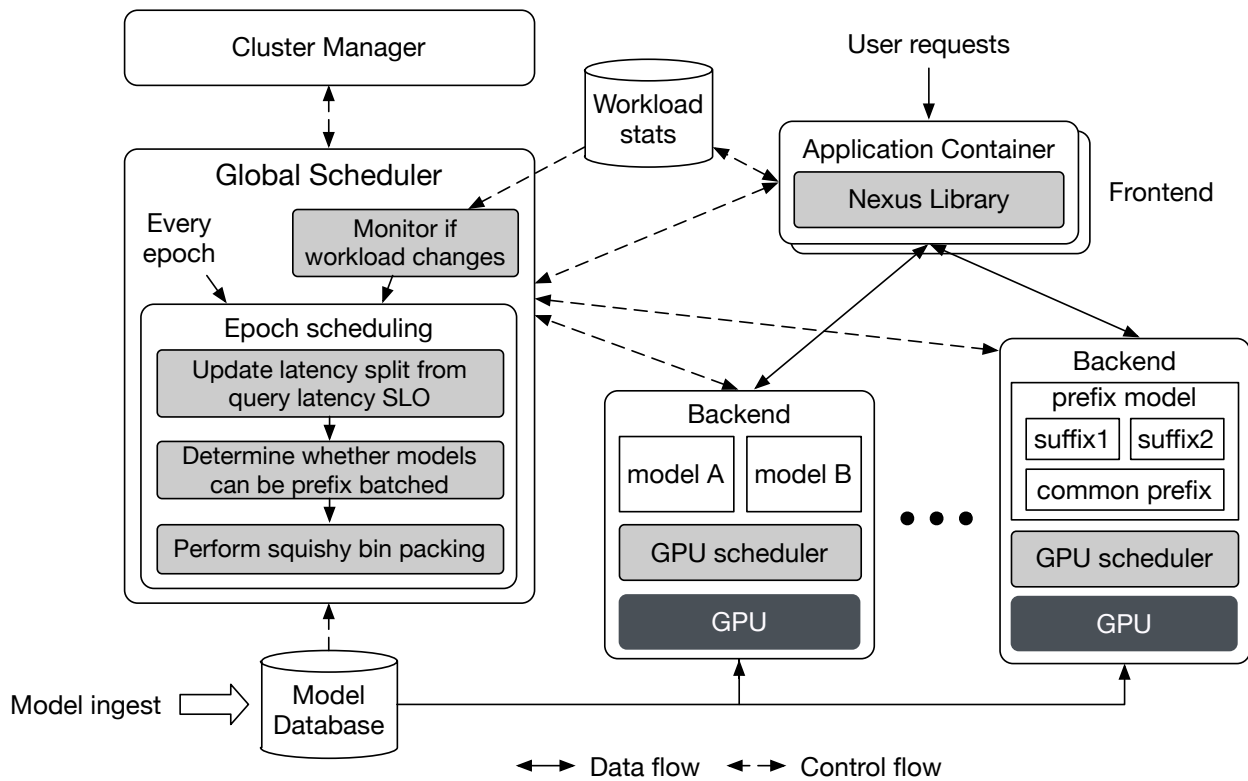 Cluster Manager
User requests
Workload
stats
Application Container
Nexus Library
Frontend
Global Scheduler
Every
epoch
Monitor if
workload changes
Epoch scheduling
Update latency split from
query latency SLO
Determine whether models
can be prefix batched
Perform squishy bin packing
Backend
model A
model B
GPU scheduler
GPU
Backend
prefix model
suffix1
suffix2
common prefix
GPU scheduler
GPU
Model ingest
Model
Database
Data flow
Control flow